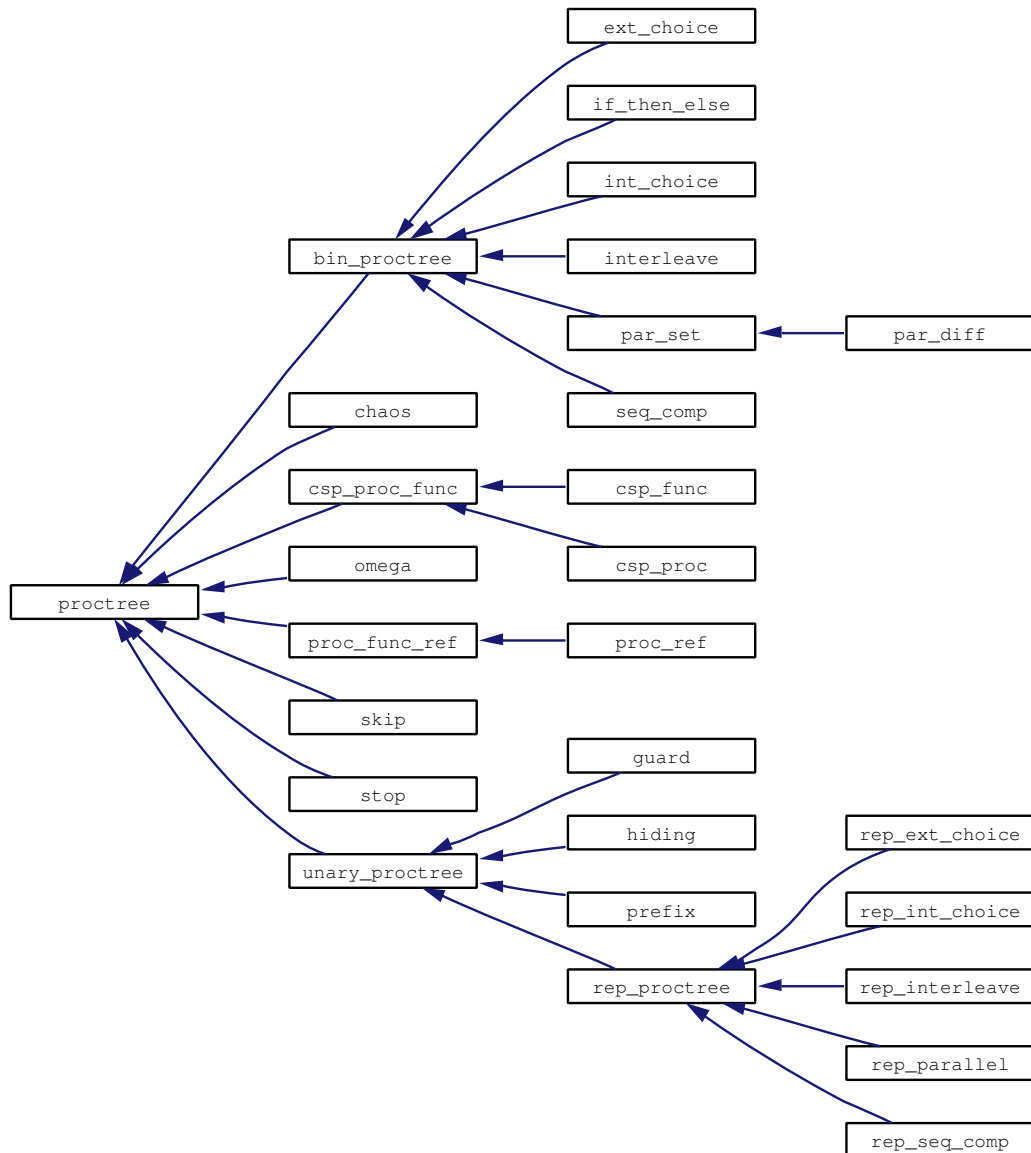 ext_choice
if_then_else
int_choice
bin_proctree
interleave
par_set
par_diff
chaos
seq_comp
csp_proc_func
csp_func
omega
csp_proc
proctree
proc_func_ref
proc_ref
skip
guard
stop
hiding
rep_ext_choice
unary_proctree
prefix
rep_int_choice
rep_proctree
rep_interleave
rep_parallel
rep_seq_comp